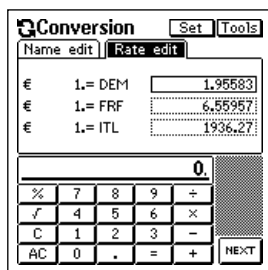 Conversion Set Tools
Name edit Rate edit
€ 1.= DEM 1.95583
€ 1.= FRF 6.55957
€ 1.= ITL 1936.27
0.
% 7 8 9 ÷
√ 4 5 6 ×
C 1 2 3 −
AC 0 . = + NEXT